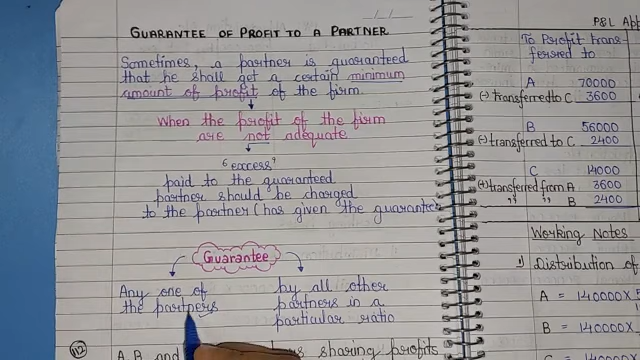 GUARANTEE OF PROFIT TO A PARTNER
Sometimes, a partner is guaranteed
that he shall get a certain minimum
amount of profit of the firm
When the profit of the firm
are not adequate
"excess"
paid to the guaranteed
partner should be charged
to the partner (has given the guarantee
Guarantee
Any one of
the partners
by all other
partners in a
particular ratio
A, B and
sharing profits
P&L App
To Profit trans-
ferred to
A 70000
(-) transferred to C 3600
B 56000
(-) transferred to C 2400
C 14000
(+) transferred from A 3600
" " B 2400
Working Notes
1) Distribution of
A = 140000 ×
B = 140000 ×